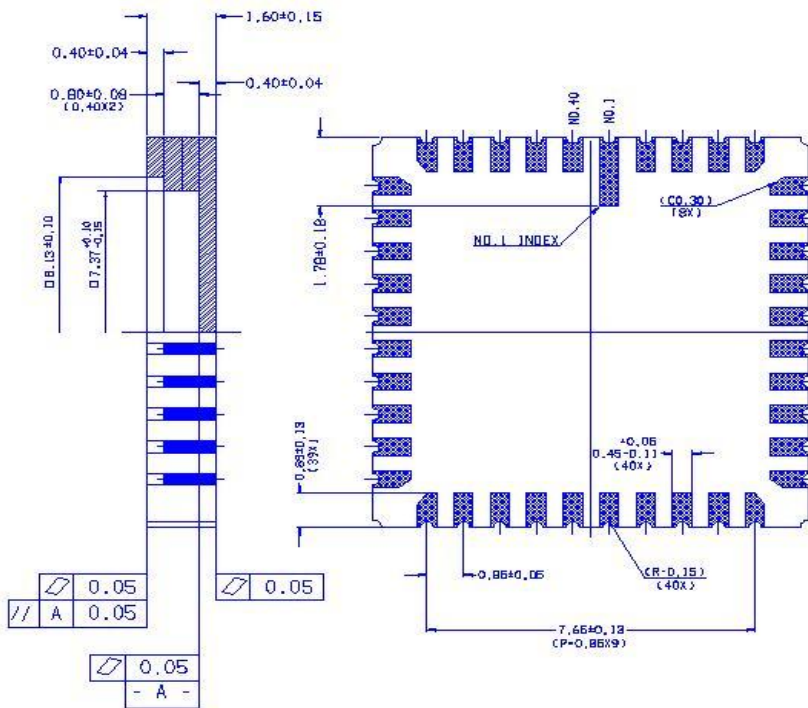 1.60±0.15
0.40±0.04
0.40±0.04
0.80±0.08
(0.40X2)
NO.40
NO.1
(C0.30)
(8X)
1.78±0.18
NO.1 INDEX
□8.13±0.10
□7.37+0.10-0.15
0.89±0.13
(39X)
+0.06
0.45-0.11
(40X)
0.05
// A 0.05
0.05
0.86±0.06
(R-0.15)
(40X)
7.66±0.13
(P=0.86X9)
0.05
- A -